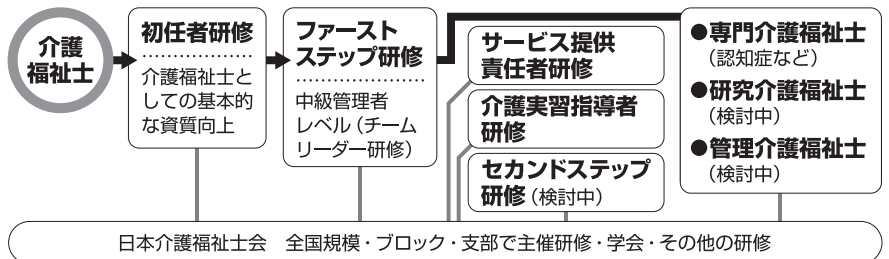 介護
福祉士
初任者研修
介護福祉士と
しての基本的
な資質向上
ファースト
ステップ研修
中級管理者
レベル（チーム
リーダー研修）
サービス提供
責任者研修
介護実習指導者
研修
セカンドステップ
研修（検討中）
●専門介護福祉士
（認知症など）
●研究介護福祉士
（検討中）
●管理介護福祉士
（検討中）
日本介護福祉士会　全国規模・ブロック・支部で主催研修・学会・その他の研修